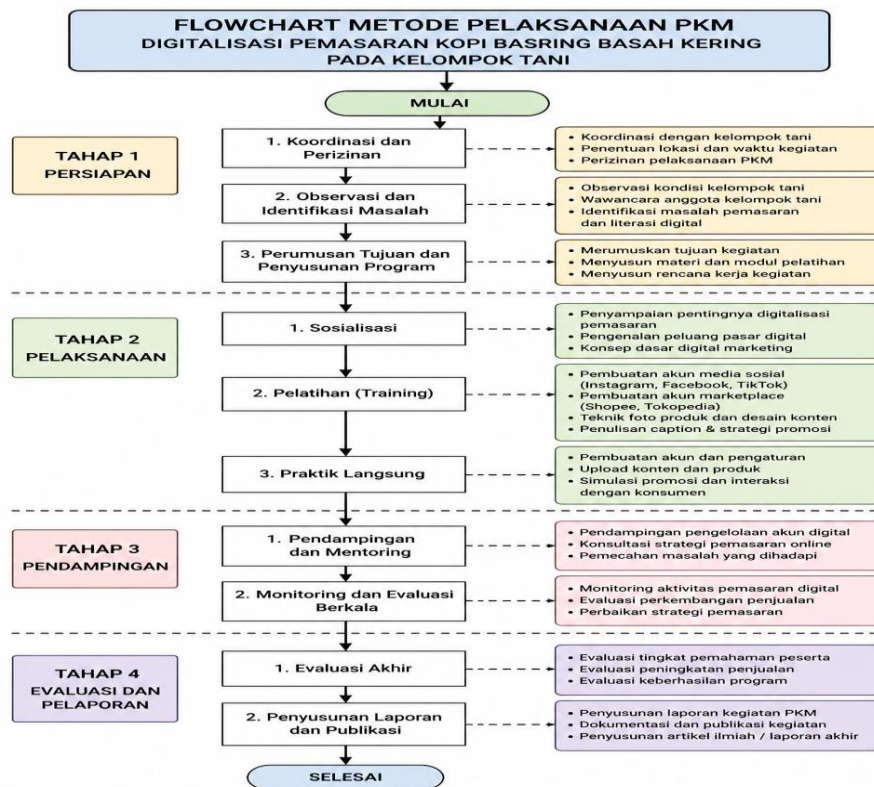 FLOWCHART METODE PELAKSANAAN PKM
DIGITALISASI PEMASARAN KOPI BASRING BASAH KERING
PADA KELOMPOK TANI
MULAI
TAHAP 1
PERSIAPAN
1. Koordinasi dan
Perizinan
• Koordinasi dengan kelompok tani
• Penentuan lokasi dan waktu kegiatan
• Perizinan pelaksanaan PKM
2. Observasi dan
Identifikasi Masalah
• Observasi kondisi kelompok tani
• Wawancara anggota kelompok tani
• Identifikasi masalah pemasaran
dan literasi digital
3. Perumusan Tujuan dan
Penyusunan Program
• Merumuskan tujuan kegiatan
• Menyusun materi dan modul pelatihan
• Menyusun rencana kerja kegiatan
TAHAP 2
PELAKSANAAN
1. Sosialisasi
• Penyampaian pentingnya digitalisasi
pemasaran
• Pengenalan peluang pasar digital
• Konsep dasar digital marketing
2. Pelatihan (Training)
• Pembuatan akun media sosial
(Instagram, Facebook, TikTok)
• Pembuatan akun marketplace
(Shopee, Tokopedia)
• Teknik foto produk dan desain konten
• Penulisan caption & strategi promosi
3. Praktik Langsung
• Pembuatan akun dan pengaturan
• Upload konten dan produk
• Simulasi promosi dan interaksi
dengan konsumen
TAHAP 3
PENDAMPINGAN
1. Pendampingan
dan Mentoring
• Pendampingan pengelolaan akun digital
• Konsultasi strategi pemasaran online
• Pemecahan masalah yang dihadapi
2. Monitoring dan Evaluasi
Berkala
• Monitoring aktivitas pemasaran digital
• Evaluasi perkembangan penjualan
• Perbaikan strategi pemasaran
TAHAP 4
EVALUASI DAN
PELAPORAN
1. Evaluasi Akhir
• Evaluasi tingkat pemahaman peserta
• Evaluasi peningkatan penjualan
• Evaluasi keberhasilan program
2. Penyusunan Laporan
dan Publikasi
• Penyusunan laporan kegiatan PKM
• Dokumentasi dan publikasi kegiatan
• Penyusunan artikel ilmiah / laporan akhir
SELESAI